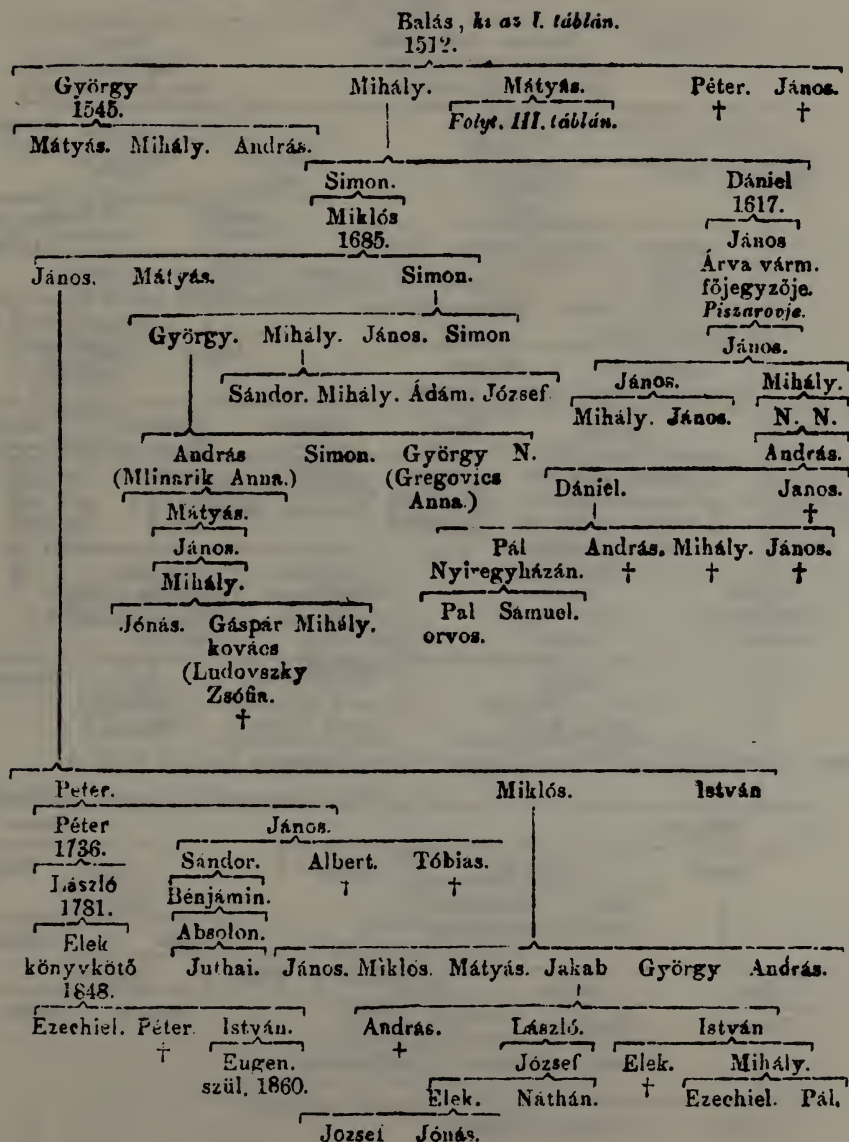 Balás, ki az I. táblán.
1512.
György Mihály. Mátyás. Péter. János.
1545. Folyt. III. táblán. † †
Mátyás. Mihály. András.
Simon. Dániel
Miklós 1617.
1685. János
János. Mátyás. Simon. Árva várm.
főjegyzője.
Piszarovje.
György. Mihály. János. Simon János.
Sándor. Mihály. Ádám. József János. Mihály.
Mihály. János. N. N.
András Simon. György N. András.
(Mlinarik Anna.) (Gregovics Dániel. Janos.
Anna.) †
Mátyás.
János. Pál András. Mihály. János.
Mihály. Nyiregyházán. † † †
Jónás. Gáspár Mihály. Pal Samuel.
kovács orvos.
(Ludovszky
Zsófia.
†
Peter. Miklós. István
Péter János.
1736. Sándor. Albert. Tóbias.
László Bénjámin. † †
1781. Absolon.
Elek Juthai. János. Miklós. Mátyás. Jakab György András.
könyvkötő
1848.
Ezechiel. Péter István. András. László. István
† Eugen. † József Elek. Mihály.
szül. 1860. Elek. Náthán. † Ezechiel. Pál.
Jozsef Jónás.